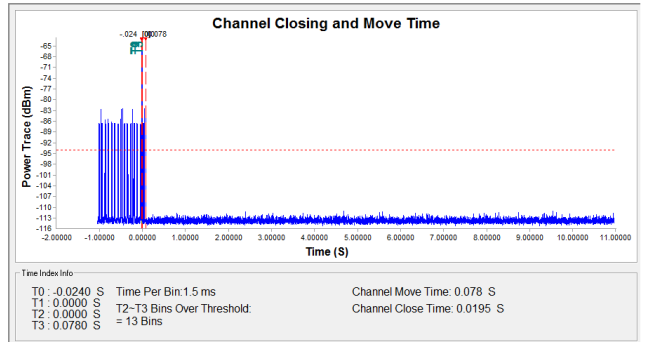 Channel Closing and Move Time
-.024
.078
-65
-68
-71
-74
-77
-80
-83
-86
-89
-92
-95
-98
-101
-104
-107
-110
-113
-116
Power Trace (dBm)
-2.00000 -1.00000 0.00000 1.00000 2.00000 3.00000 4.00000 5.00000 6.00000 7.00000 8.00000 9.00000 10.00000 11.00000
Time (S)
Time Index Info
T0 : -0.0240 S Time Per Bin:1.5 ms Channel Move Time: 0.078 S
T1 : 0.0000 S T2~T3 Bins Over Threshold: Channel Close Time: 0.0195 S
T2 : 0.0000 S
T3 : 0.0780 S = 13 Bins